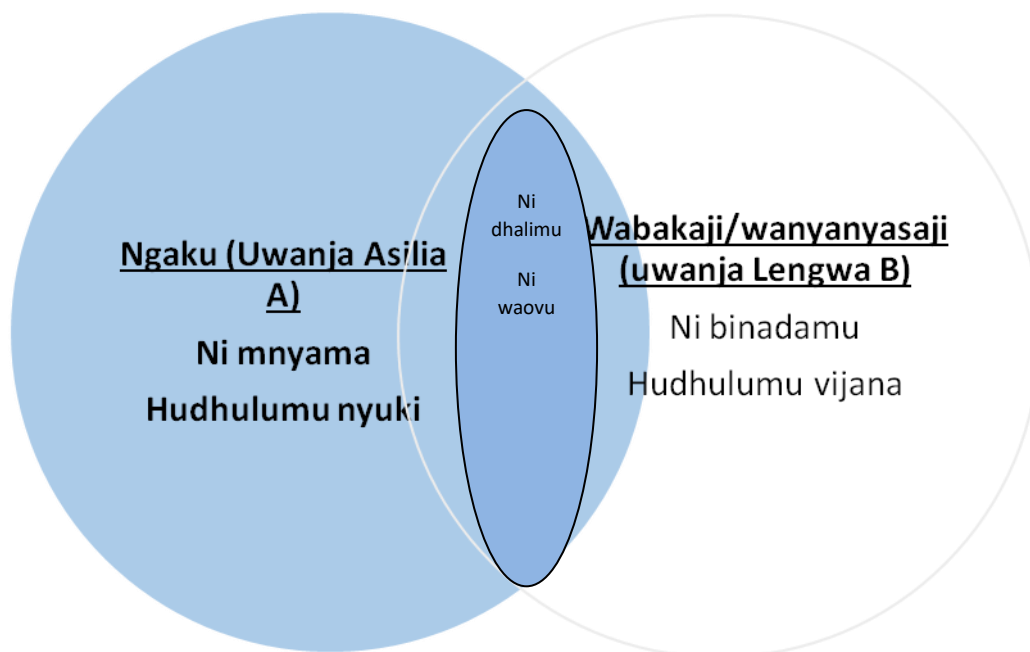 Ngaku (Uwanja Asilia
A)
Ni mnyama
Hudhulumu nyuki
Ni
dhalimu
Ni
waovu
Wabakaji/wanyanyasaji
(uwanja Lengwa B)
Ni binadamu
Hudhulumu vijana